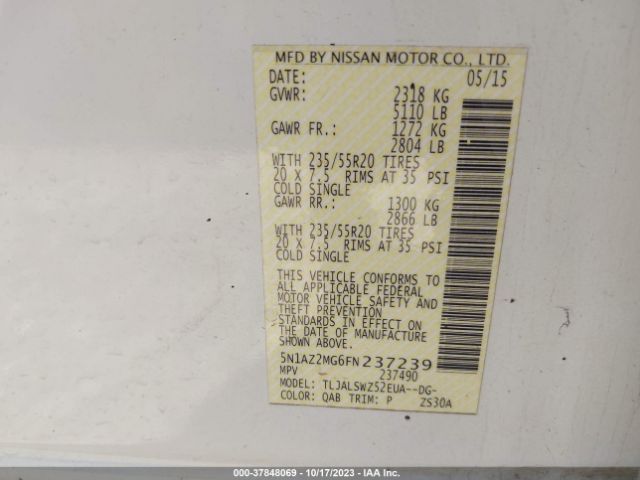 MFD BY NISSAN MOTOR CO., LTD.
DATE: 05/15
GVWR: 2318 KG
5110 LB
GAWR FR.: 1272 KG
2804 LB
WITH 235/55R20 TIRES
20 X 7.5 RIMS AT 35 PSI
COLD SINGLE
GAWR RR.: 1300 KG
2866 LB
WITH 235/55R20 TIRES
20 X 7.5 RIMS AT 35 PSI
COLD SINGLE
THIS VEHICLE CONFORMS TO
ALL APPLICABLE FEDERAL
MOTOR VEHICLE SAFETY AND
THEFT PREVENTION
STANDARDS IN EFFECT ON
THE DATE OF MANUFACTURE
SHOWN ABOVE.
5N1AZ2MG6FN237239
MPV 237490
MODEL: TLJALSWZ52EUA--DG-
COLOR: QAB TRIM: P ZS30A
000-37848069 | 10/17/2023 | IAA Inc.